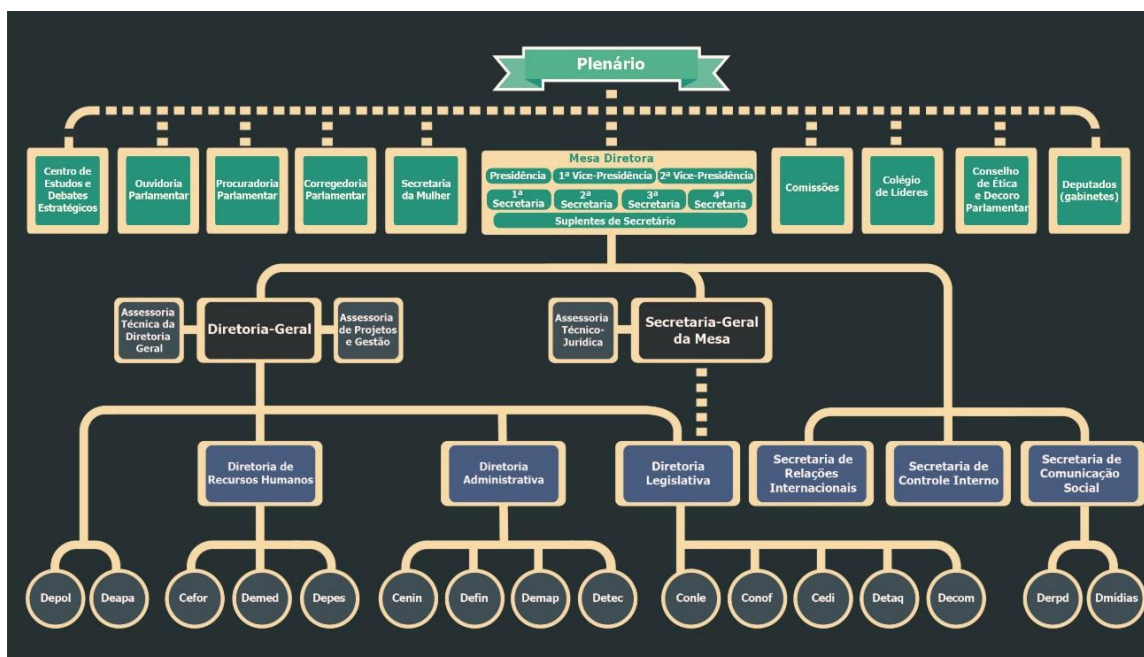 Plenário
Centro de
Estudos e
Debates
Estratégicos
Ouvidoria
Parlamentar
Procuradoria
Parlamentar
Corregedoria
Parlamentar
Secretaria
da Mulher
Mesa Diretora
Presidência
1ª Vice-Presidência
2ª Vice-Presidência
1ª
Secretaria
2ª
Secretaria
3ª
Secretaria
4ª
Secretaria
Suplentes de Secretário
Comissões
Colégio
de Líderes
Conselho
de Ética
e Decoro
Parlamentar
Deputados
(gabinetes)
Assessoria
Técnica da
Diretoria
Geral
Diretoria-Geral
Assessoria
de Projetos
e Gestão
Assessoria
Técnico-
Jurídica
Secretaria-Geral
da Mesa
Diretoria de
Recursos Humanos
Diretoria
Administrativa
Diretoria
Legislativa
Secretaria de
Relações
Internacionais
Secretaria de
Controle Interno
Secretaria de
Comunicação
Social
Depol
Deapa
Cefor
Demed
Depes
Cenin
Defin
Demap
Detec
Conle
Conof
Cedi
Detaq
Decom
Derpd
Dmídias